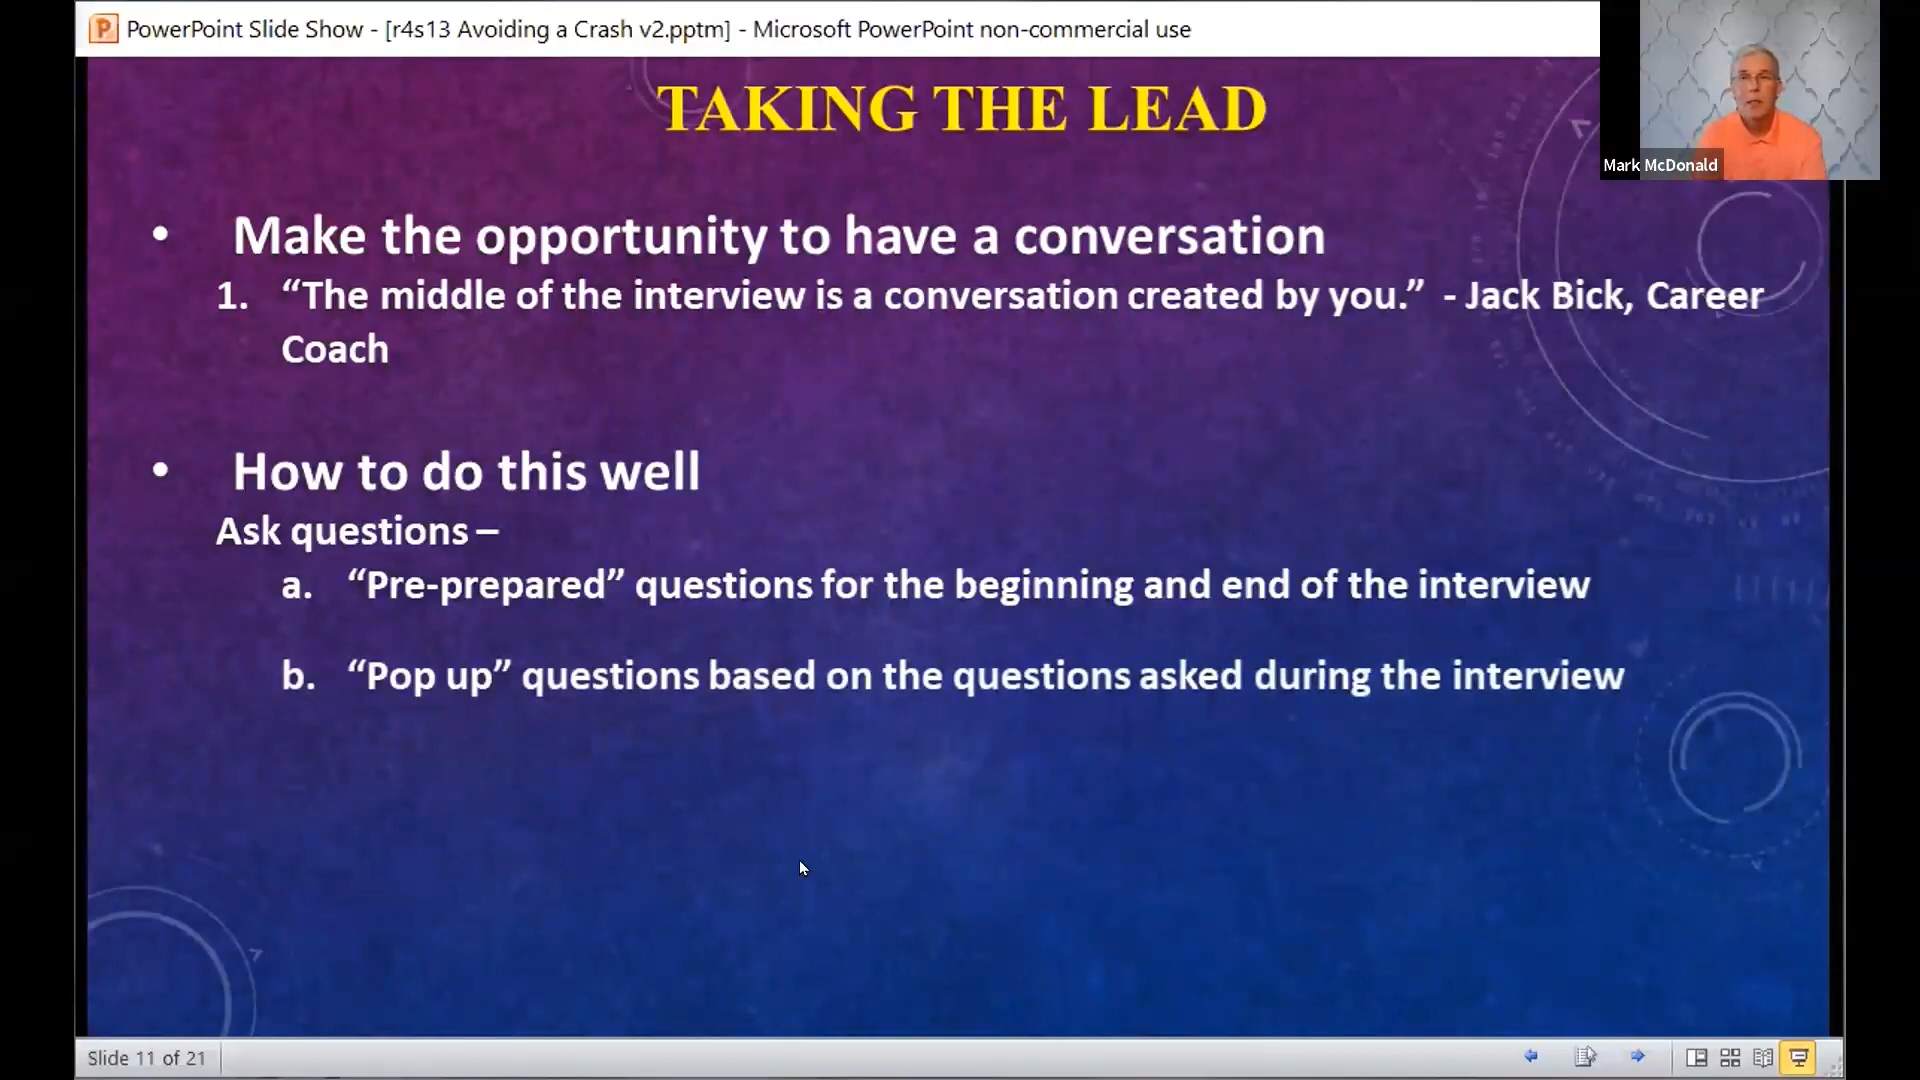 PowerPoint Slide Show - [r4s13 Avoiding a Crash v2.pptm] - Microsoft PowerPoint non-commercial use
Mark McDonald
TAKING THE LEAD
• Make the opportunity to have a conversation
1. “The middle of the interview is a conversation created by you.” - Jack Bick, Career
Coach
• How to do this well
Ask questions –
a. “Pre-prepared” questions for the beginning and end of the interview
b. “Pop up” questions based on the questions asked during the interview
Slide 11 of 21